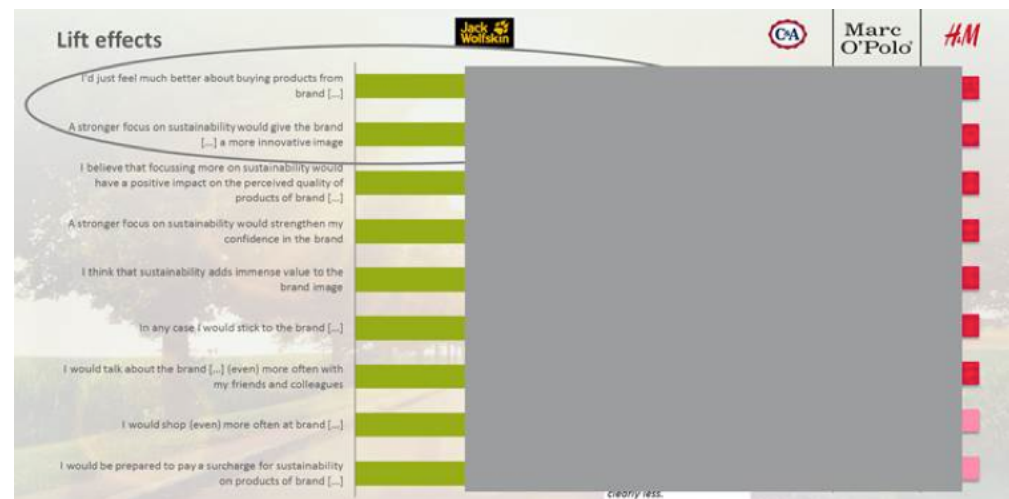 Lift effects
Jack
Wolfskin
C&A
Marc
O'Polo
H&M
I'd just feel much better about buying products from
brand [...]
A stronger focus on sustainability would give the brand
[...] a more innovative image
I believe that focussing more on sustainability would
have a positive impact on the perceived quality of
products of brand [...]
A stronger focus on sustainability would strengthen my
confidence in the brand
I think that sustainability adds immense value to the
brand image
In any case I would stick to the brand [...]
I would talk about the brand [...] (even) more often with
my friends and colleagues
I would shop (even) more often at brand [...]
I would be prepared to pay a surcharge for sustainability
on products of brand [...]
clearly less.